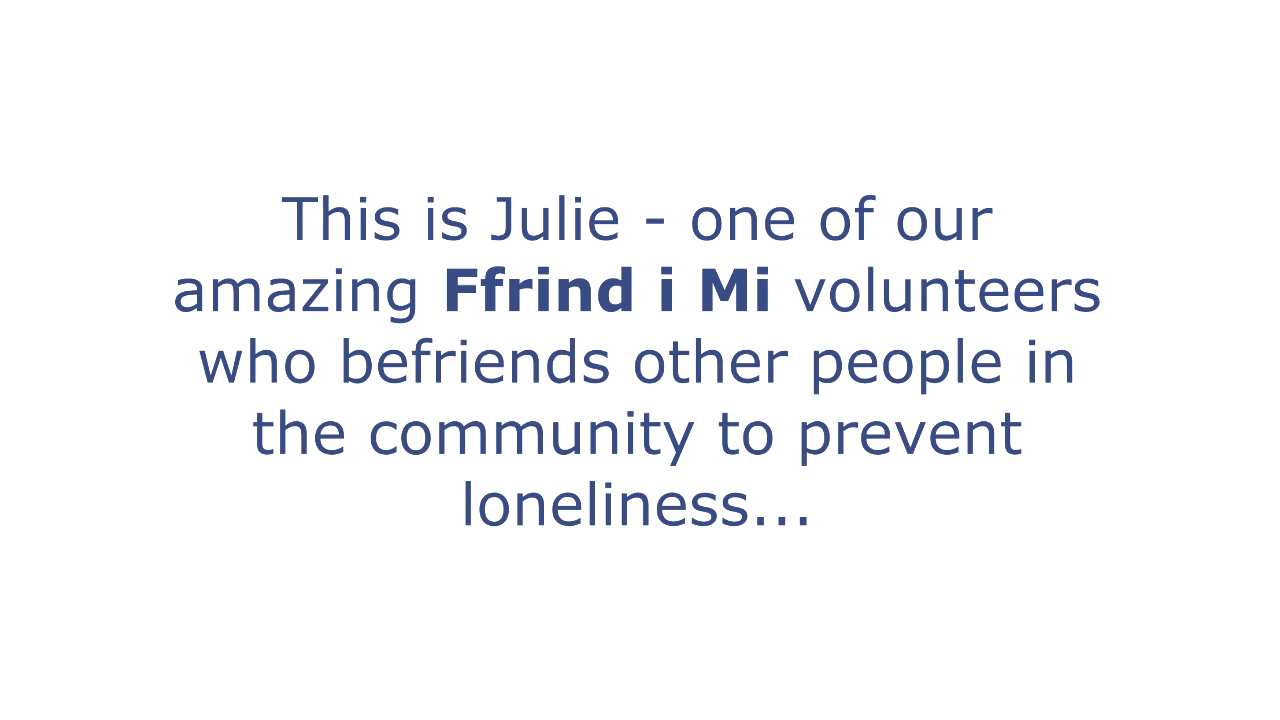 This is Julie - one of our
amazing Ffrind i Mi volunteers
who befriends other people in
the community to prevent
loneliness...